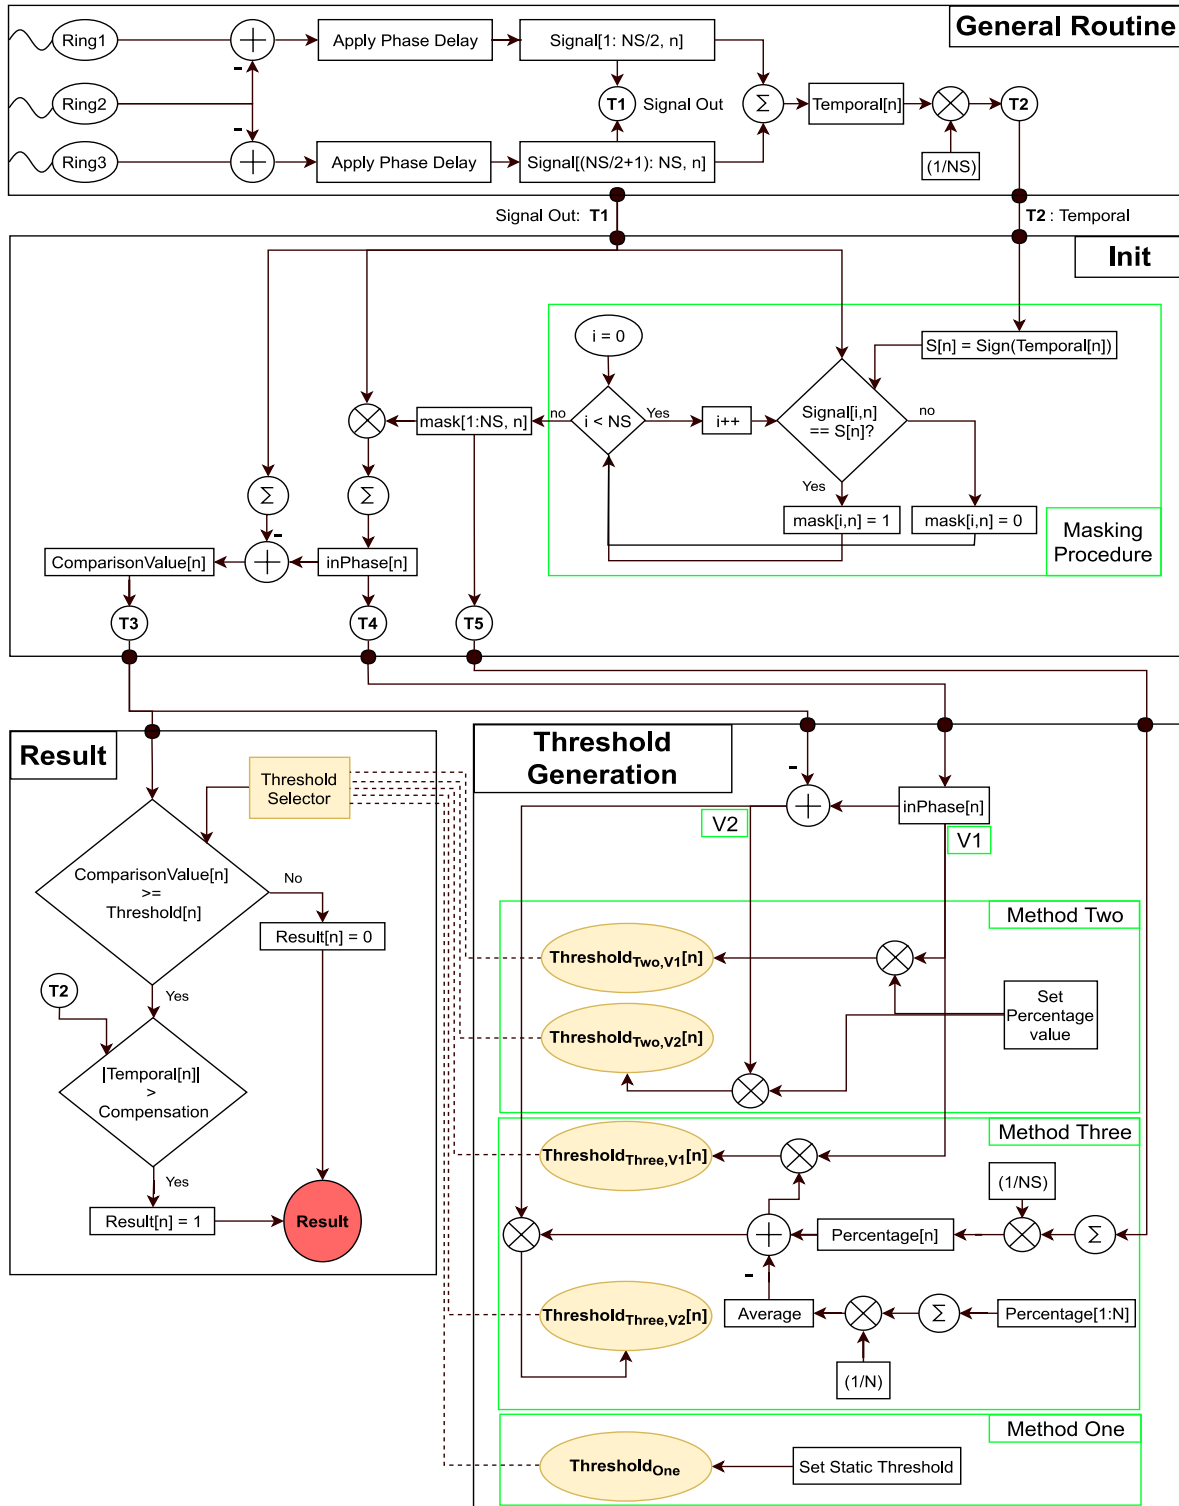 General Routine
Ring1
-
Apply Phase Delay
Signal[1: NS/2, n]
Ring2
-
T1
Signal Out
Σ
Temporal[n]
T2
Ring3
Apply Phase Delay
Signal[(NS/2+1): NS, n]
(1/NS)
Signal Out: T1
T2 : Temporal
Init
i = 0
S[n] = Sign(Temporal[n])
mask[1:NS, n]
no
i < NS
Yes
i++
Signal[i,n]
== S[n]?
no
Yes
Σ
Σ
mask[i,n] = 1
mask[i,n] = 0
Masking
Procedure
-
ComparisonValue[n]
inPhase[n]
T3
T4
T5
Result
Threshold
Selector
Threshold
Generation
-
inPhase[n]
V2
V1
ComparisonValue[n]
>=
Threshold[n]
No
Result[n] = 0
Yes
T2
|Temporal[n]|
>
Compensation
Yes
Result[n] = 1
Result
Method Two
ThresholdTwo,V1[n]
Set
Percentage
value
ThresholdTwo,V2[n]
Method Three
ThresholdThree,V1[n]
(1/NS)
Percentage[n]
-
Σ
-
Average
Σ
Percentage[1:N]
ThresholdThree,V2[n]
(1/N)
Method One
ThresholdOne
Set Static Threshold